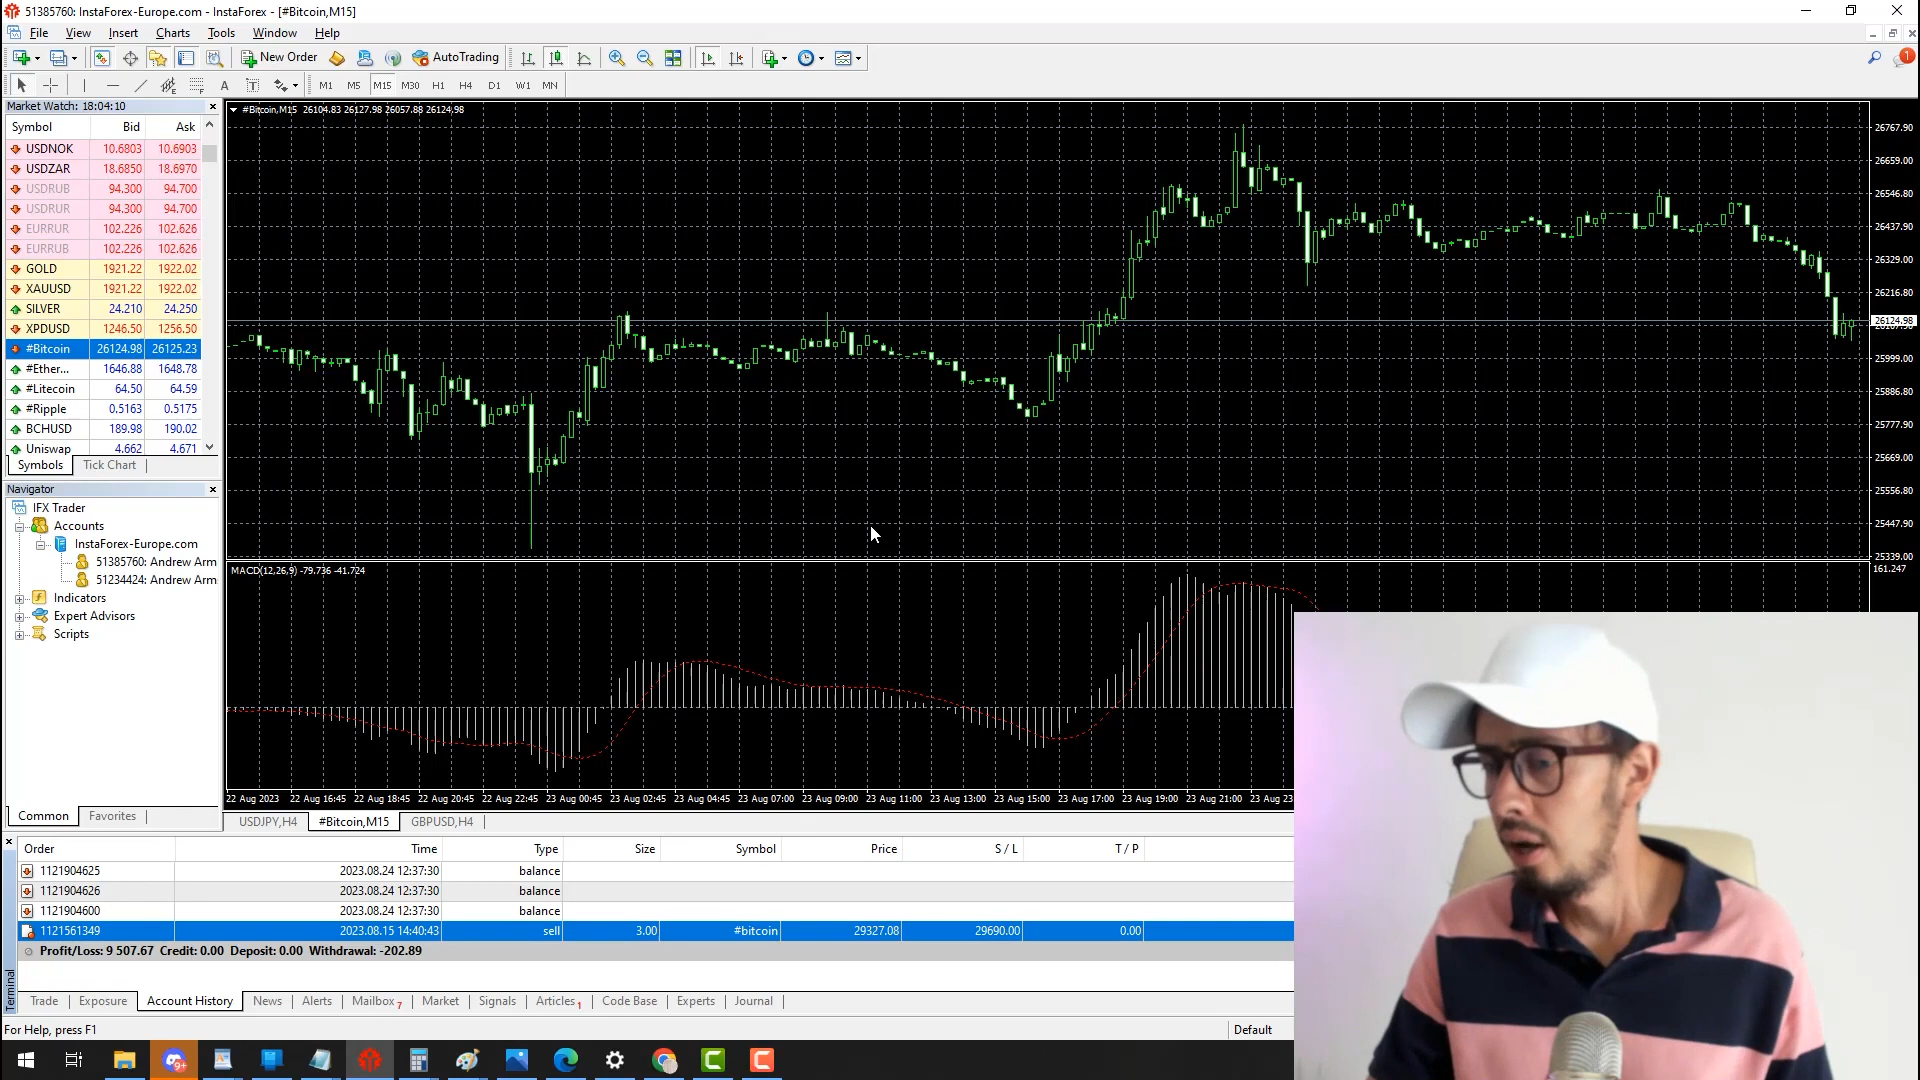 51385760: InstaForex-Europe.com - InstaForex - [#Bitcoin,M15]
File View Insert Charts Tools Window Help
New Order AutoTrading
1
A T M1 M5 M15 M30 H1 H4 D1 W1 MN
Market Watch: 18:04:10
Symbol Bid Ask
USDNOK 10.6803 10.6903
USDZAR 18.6850 18.6970
USDRUB 94.300 94.700
USDRUR 94.300 94.700
EURRUR 102.226 102.626
EURRUB 102.226 102.626
GOLD 1921.22 1922.02
XAUUSD 1921.22 1922.02
SILVER 24.210 24.250
XPDUSD 1246.50 1256.50
#Bitcoin 26124.98 26125.23
#Ether... 1646.88 1648.78
#Litecoin 64.50 64.59
#Ripple 0.5163 0.5175
BCHUSD 189.98 190.02
Uniswap 4.662 4.671
Symbols Tick Chart
Navigator
IFX Trader
Accounts
InstaForex-Europe.com
51385760: Andrew Arm
51234424: Andrew Arm
Indicators
Expert Advisors
Scripts
Common Favorites
#Bitcoin,M15 26104.83 26127.98 26057.88 26124.98
26767.90
26659.00
26546.80
26437.90
26329.00
26216.80
26124.98
25999.00
25886.80
25777.90
25669.00
25556.80
25447.90
25339.00
MACD(12,26,9) -79.736 -41.724
161.247
22 Aug 2023 22 Aug 16:45 22 Aug 18:45 22 Aug 20:45 22 Aug 22:45 23 Aug 00:45 23 Aug 02:45 23 Aug 04:45 23 Aug 07:00 23 Aug 09:00 23 Aug 11:00 23 Aug 13:00 23 Aug 15:00 23 Aug 17:00 23 Aug 19:00 23 Aug 21:00 23 Aug 23
USDJPY,H4 #Bitcoin,M15 GBPUSD,H4
Order Time Type Size Symbol Price S / L T / P
1121904625 2023.08.24 12:37:30 balance
1121904626 2023.08.24 12:37:30 balance
1121904600 2023.08.24 12:37:30 balance
1121561349 2023.08.15 14:40:43 sell 3.00 #bitcoin 29327.08 29690.00 0.00
Profit/Loss: 9 507.67 Credit: 0.00 Deposit: 0.00 Withdrawal: -202.89
Terminal
Trade Exposure Account History News Alerts Mailbox 7 Market Signals Articles 1 Code Base Experts Journal
For Help, press F1 Default
9+